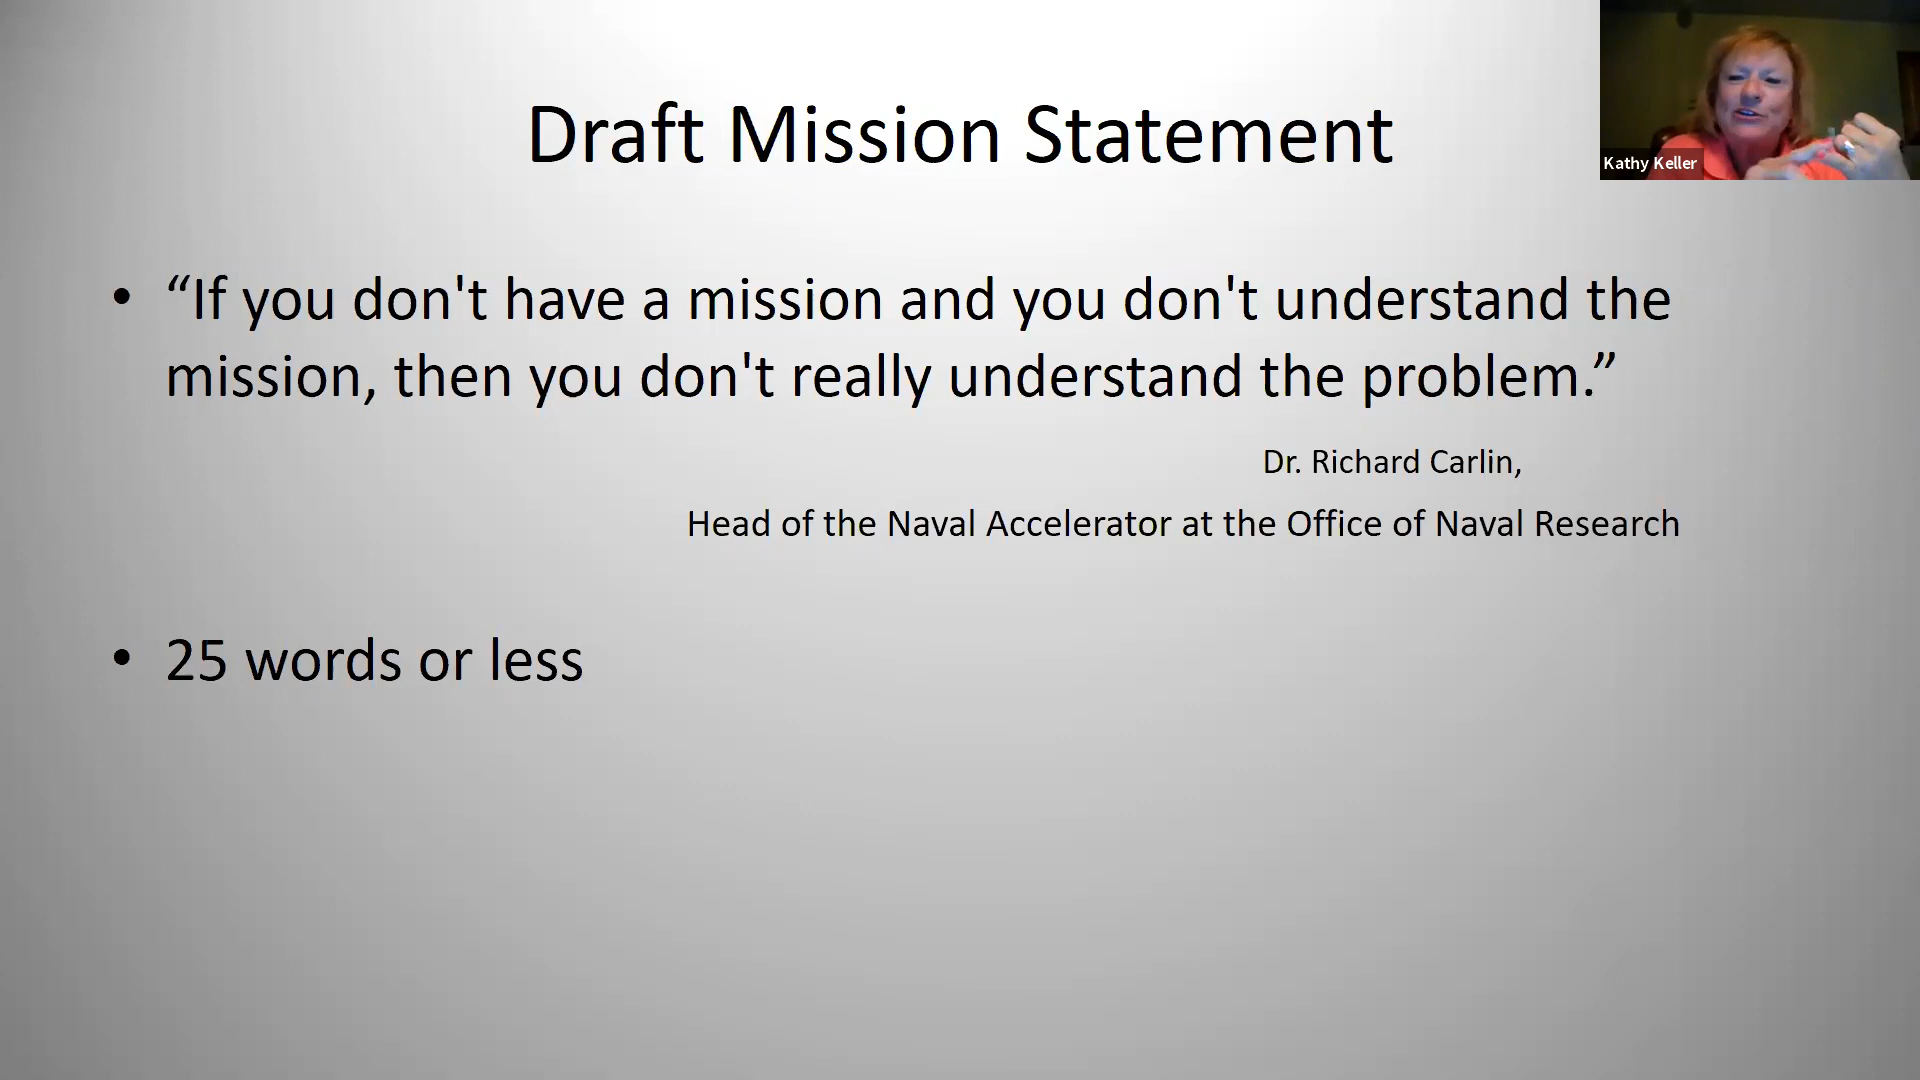 Draft Mission Statement
Kathy Keller
• “If you don't have a mission and you don't understand the
mission, then you don't really understand the problem.”
Dr. Richard Carlin,
Head of the Naval Accelerator at the Office of Naval Research
• 25 words or less